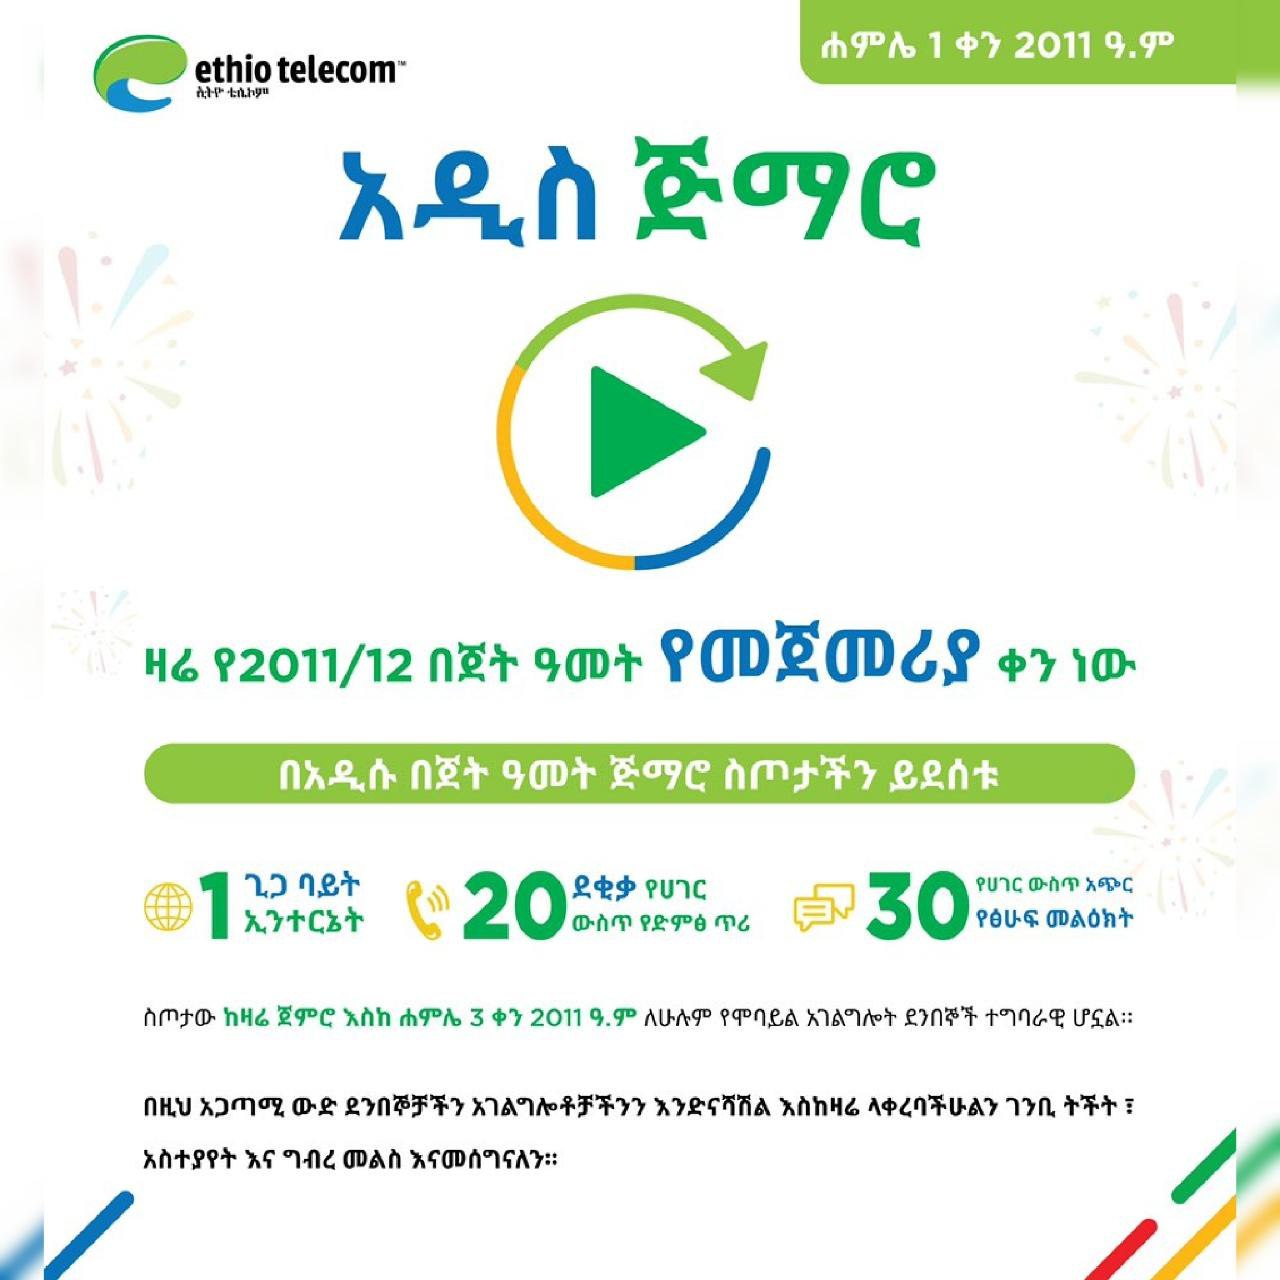 ethio telecom™
ኢትዮ ቴሌኮም
ሐምሌ 1 ቀን 2011 ዓ.ም
አዲስ ጅማሮ
ዛሬ የ2011/12 በጀት ዓመት የመጀመሪያ ቀን ነው
በአዲሱ በጀት ዓመት ጅማሮ ስጦታችን ይደሰቱ
1 ጊጋ ባይት
ኢንተርኔት
20 ደቂቃ የሀገር
ውስጥ የድምፅ ጥሪ
30 የሀገር ውስጥ አጭር
የፅሁፍ መልዕክት
ስጦታው ከዛሬ ጀምሮ እስከ ሐምሌ 3 ቀን 2011 ዓ.ም ለሁሉም የሞባይል አገልግሎት ደንበኞች ተግባራዊ ሆኗል።
በዚህ አጋጣሚ ውድ ደንበኞቻችን አገልግሎቶቻችንን እንድናሻሽል እስከዛሬ ላቀረባችሁልን ገንቢ ትችት ፣
አስተያየት እና ግብረ መልስ እናመሰግናለን።